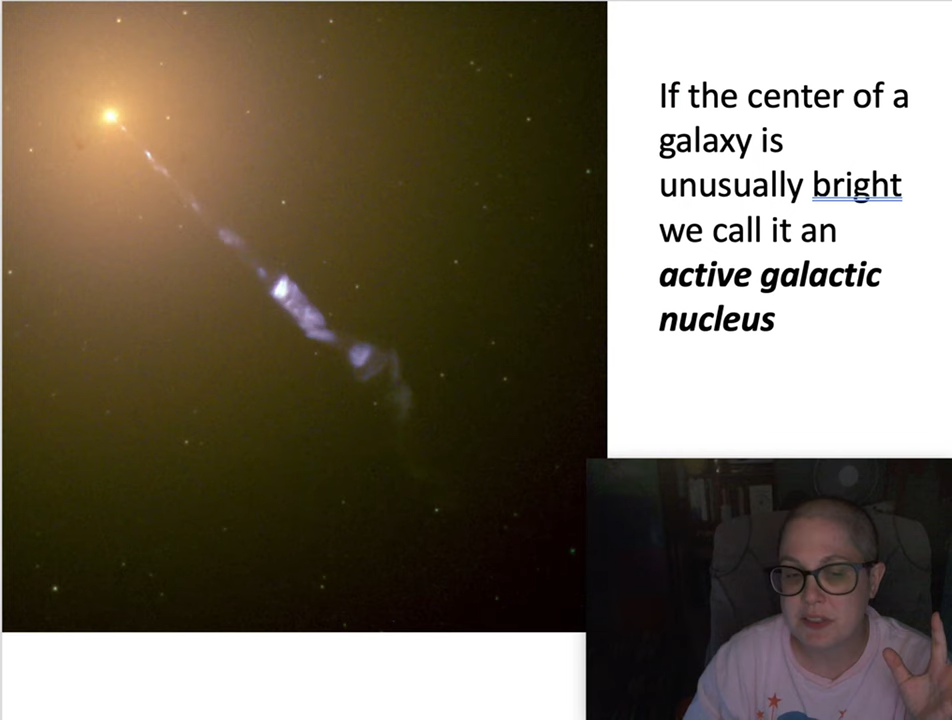 If the center of a
galaxy is
unusually bright
we call it an
active galactic
nucleus